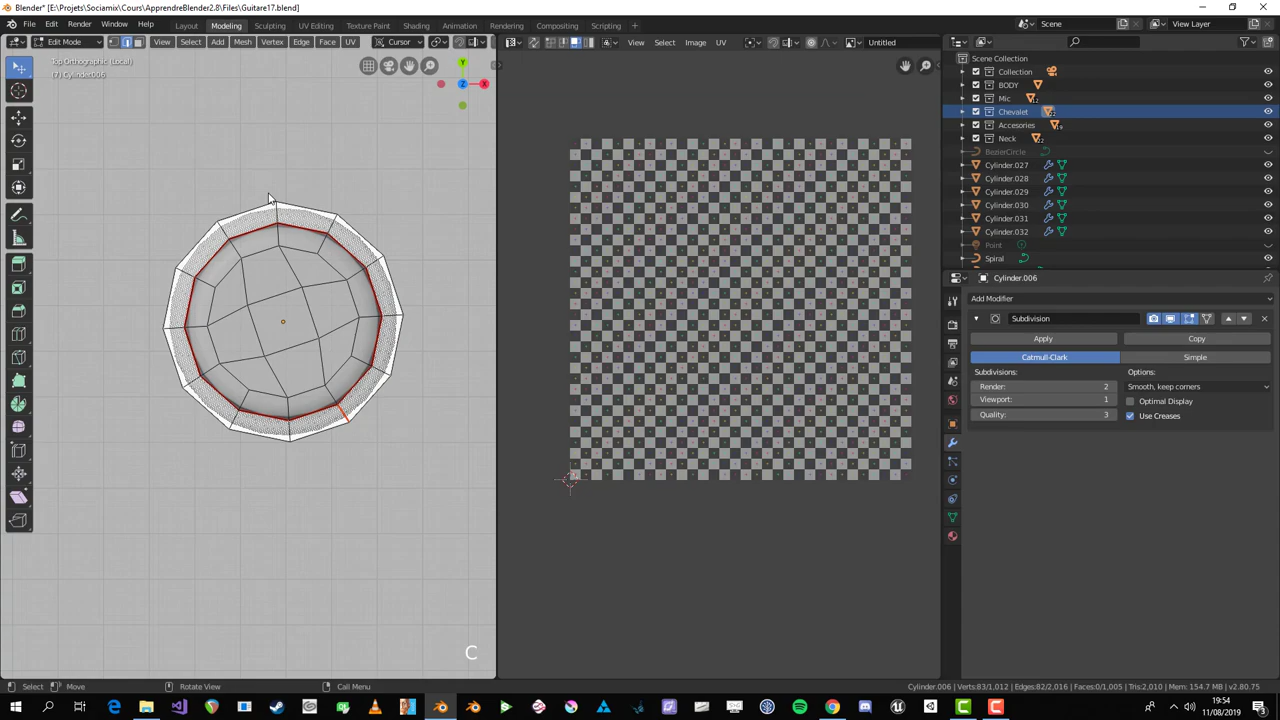 Blender* [E:\Projets\Sociamix\Cours\ApprendreBlender2.8\Files\Guitare17.blend]
File Edit Render Window Help Layout Modeling Sculpting UV Editing Texture Paint Shading Animation Rendering Compositing Scripting + Scene View Layer
Edit Mode View Select Add Mesh Vertex Edge Face UV Cursor View Select Image UV Untitled
Top Orthographic (Local)
(7) Cylinder.006
Y
Z X
Scene Collection
Collection
BODY
Mic 12
Chevalet
Accesories 19
Neck 22
BezierCircle
Cylinder.027
Cylinder.028
Cylinder.029
Cylinder.030
Cylinder.031
Cylinder.032
Point
Spiral
Cylinder.006
Add Modifier
Subdivision
Apply Copy
Catmull-Clark Simple
Subdivisions: Options:
Render: 2 Smooth, keep corners
Viewport: 1 Optimal Display
Quality: 3 Use Creases
C
Select Move Rotate View Call Menu Cylinder.006 | Verts:83/1,012 | Edges:82/2,016 | Faces:0/1,005 | Tris:2,010 | Mem: 154.7 MB | v2.80.75
19:54
11/08/2019